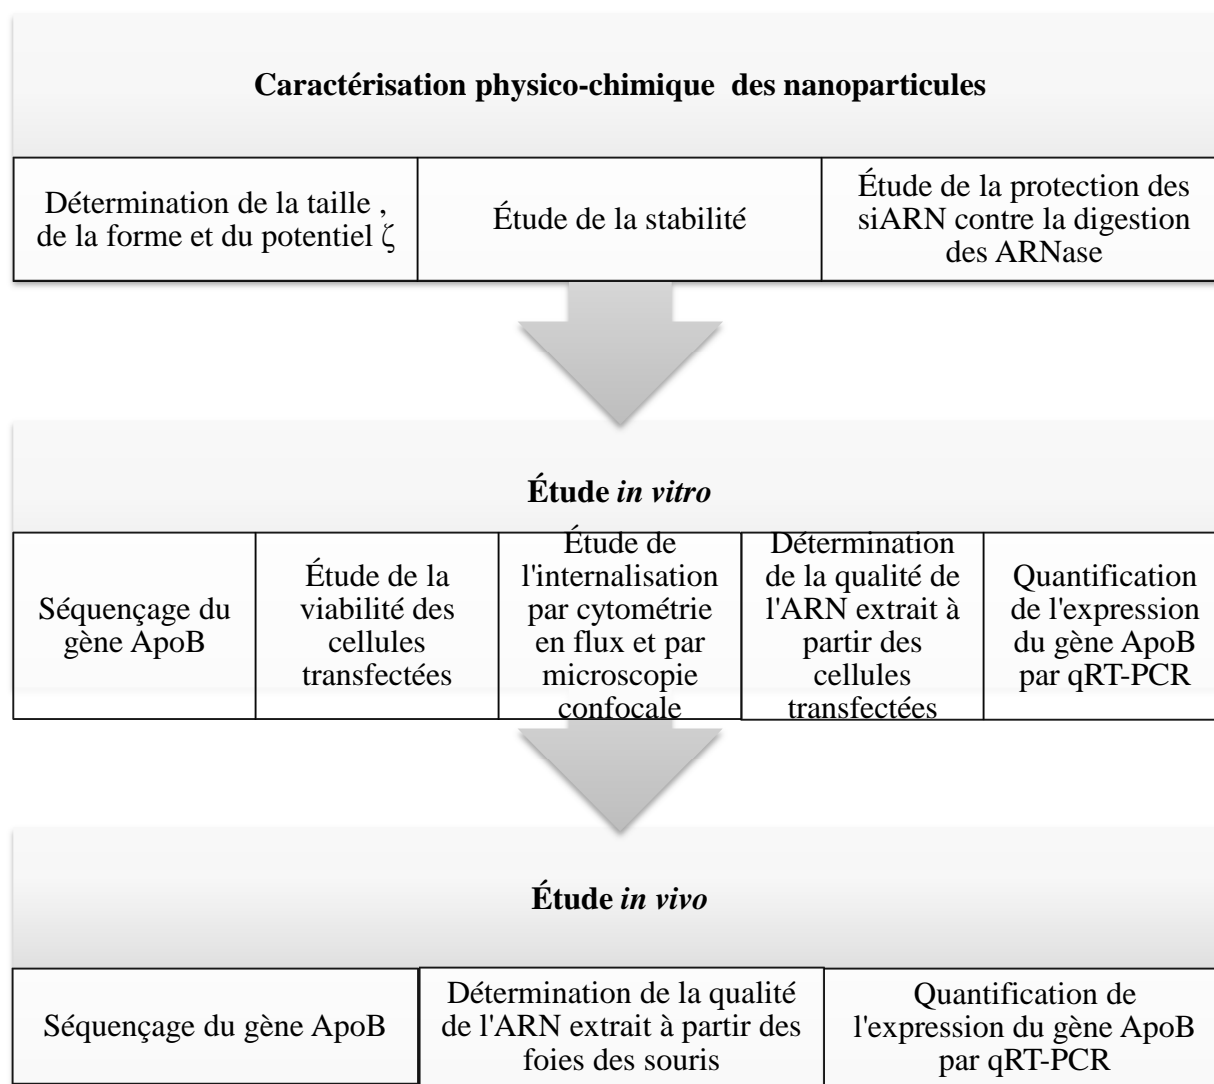 Caractérisation physico-chimique des nanoparticules
Détermination de la taille ,
de la forme et du potentiel ζ
Étude de la stabilité
Étude de la protection des
siARN contre la digestion
des ARNase
Étude in vitro
Séquençage du
gène ApoB
Étude de la
viabilité des
cellules
transfectées
Étude de
l'internalisation
par cytométrie
en flux et par
microscopie
confocale
Détermination
de la qualité de
l'ARN extrait à
partir des
cellules
transfectées
Quantification
de l'expression
du gène ApoB
par qRT-PCR
Étude in vivo
Séquençage du gène ApoB
Détermination de la qualité
de l'ARN extrait à partir des
foies des souris
Quantification de
l'expression du gène ApoB
par qRT-PCR